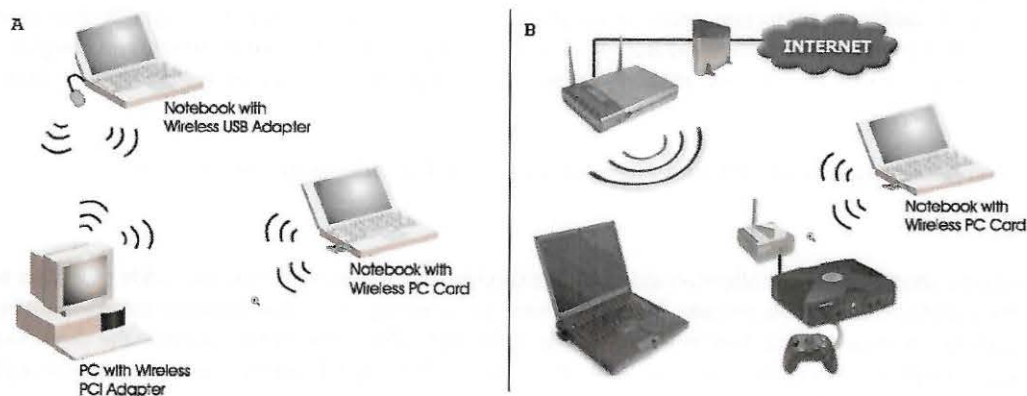 A
Notebook with
Wireless USB Adapter
Notebook with
Wireless PC Card
PC with Wireless
PCI Adapter
B
INTERNET
Notebook with
Wireless PC Card